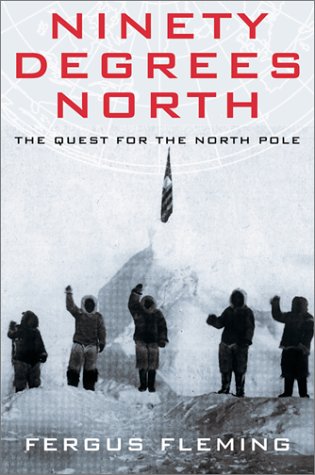 NINETY
DEGREES
NORTH
THE QUEST FOR THE NORTH POLE
FERGUS FLEMING